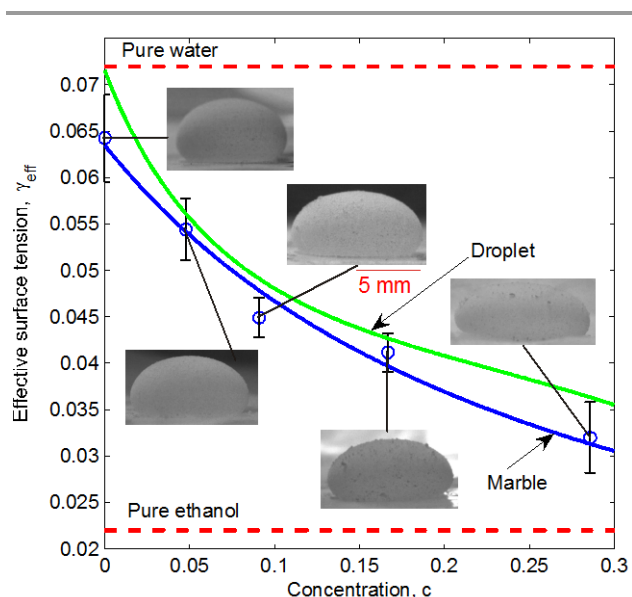 Pure water
0.07
0.065
0.06
0.055
0.05
0.045
0.04
0.035
0.03
0.025
0.02
Effective surface tension, γeff
Droplet
5 mm
Marble
Pure ethanol
0 0.05 0.1 0.15 0.2 0.25 0.3
Concentration, c